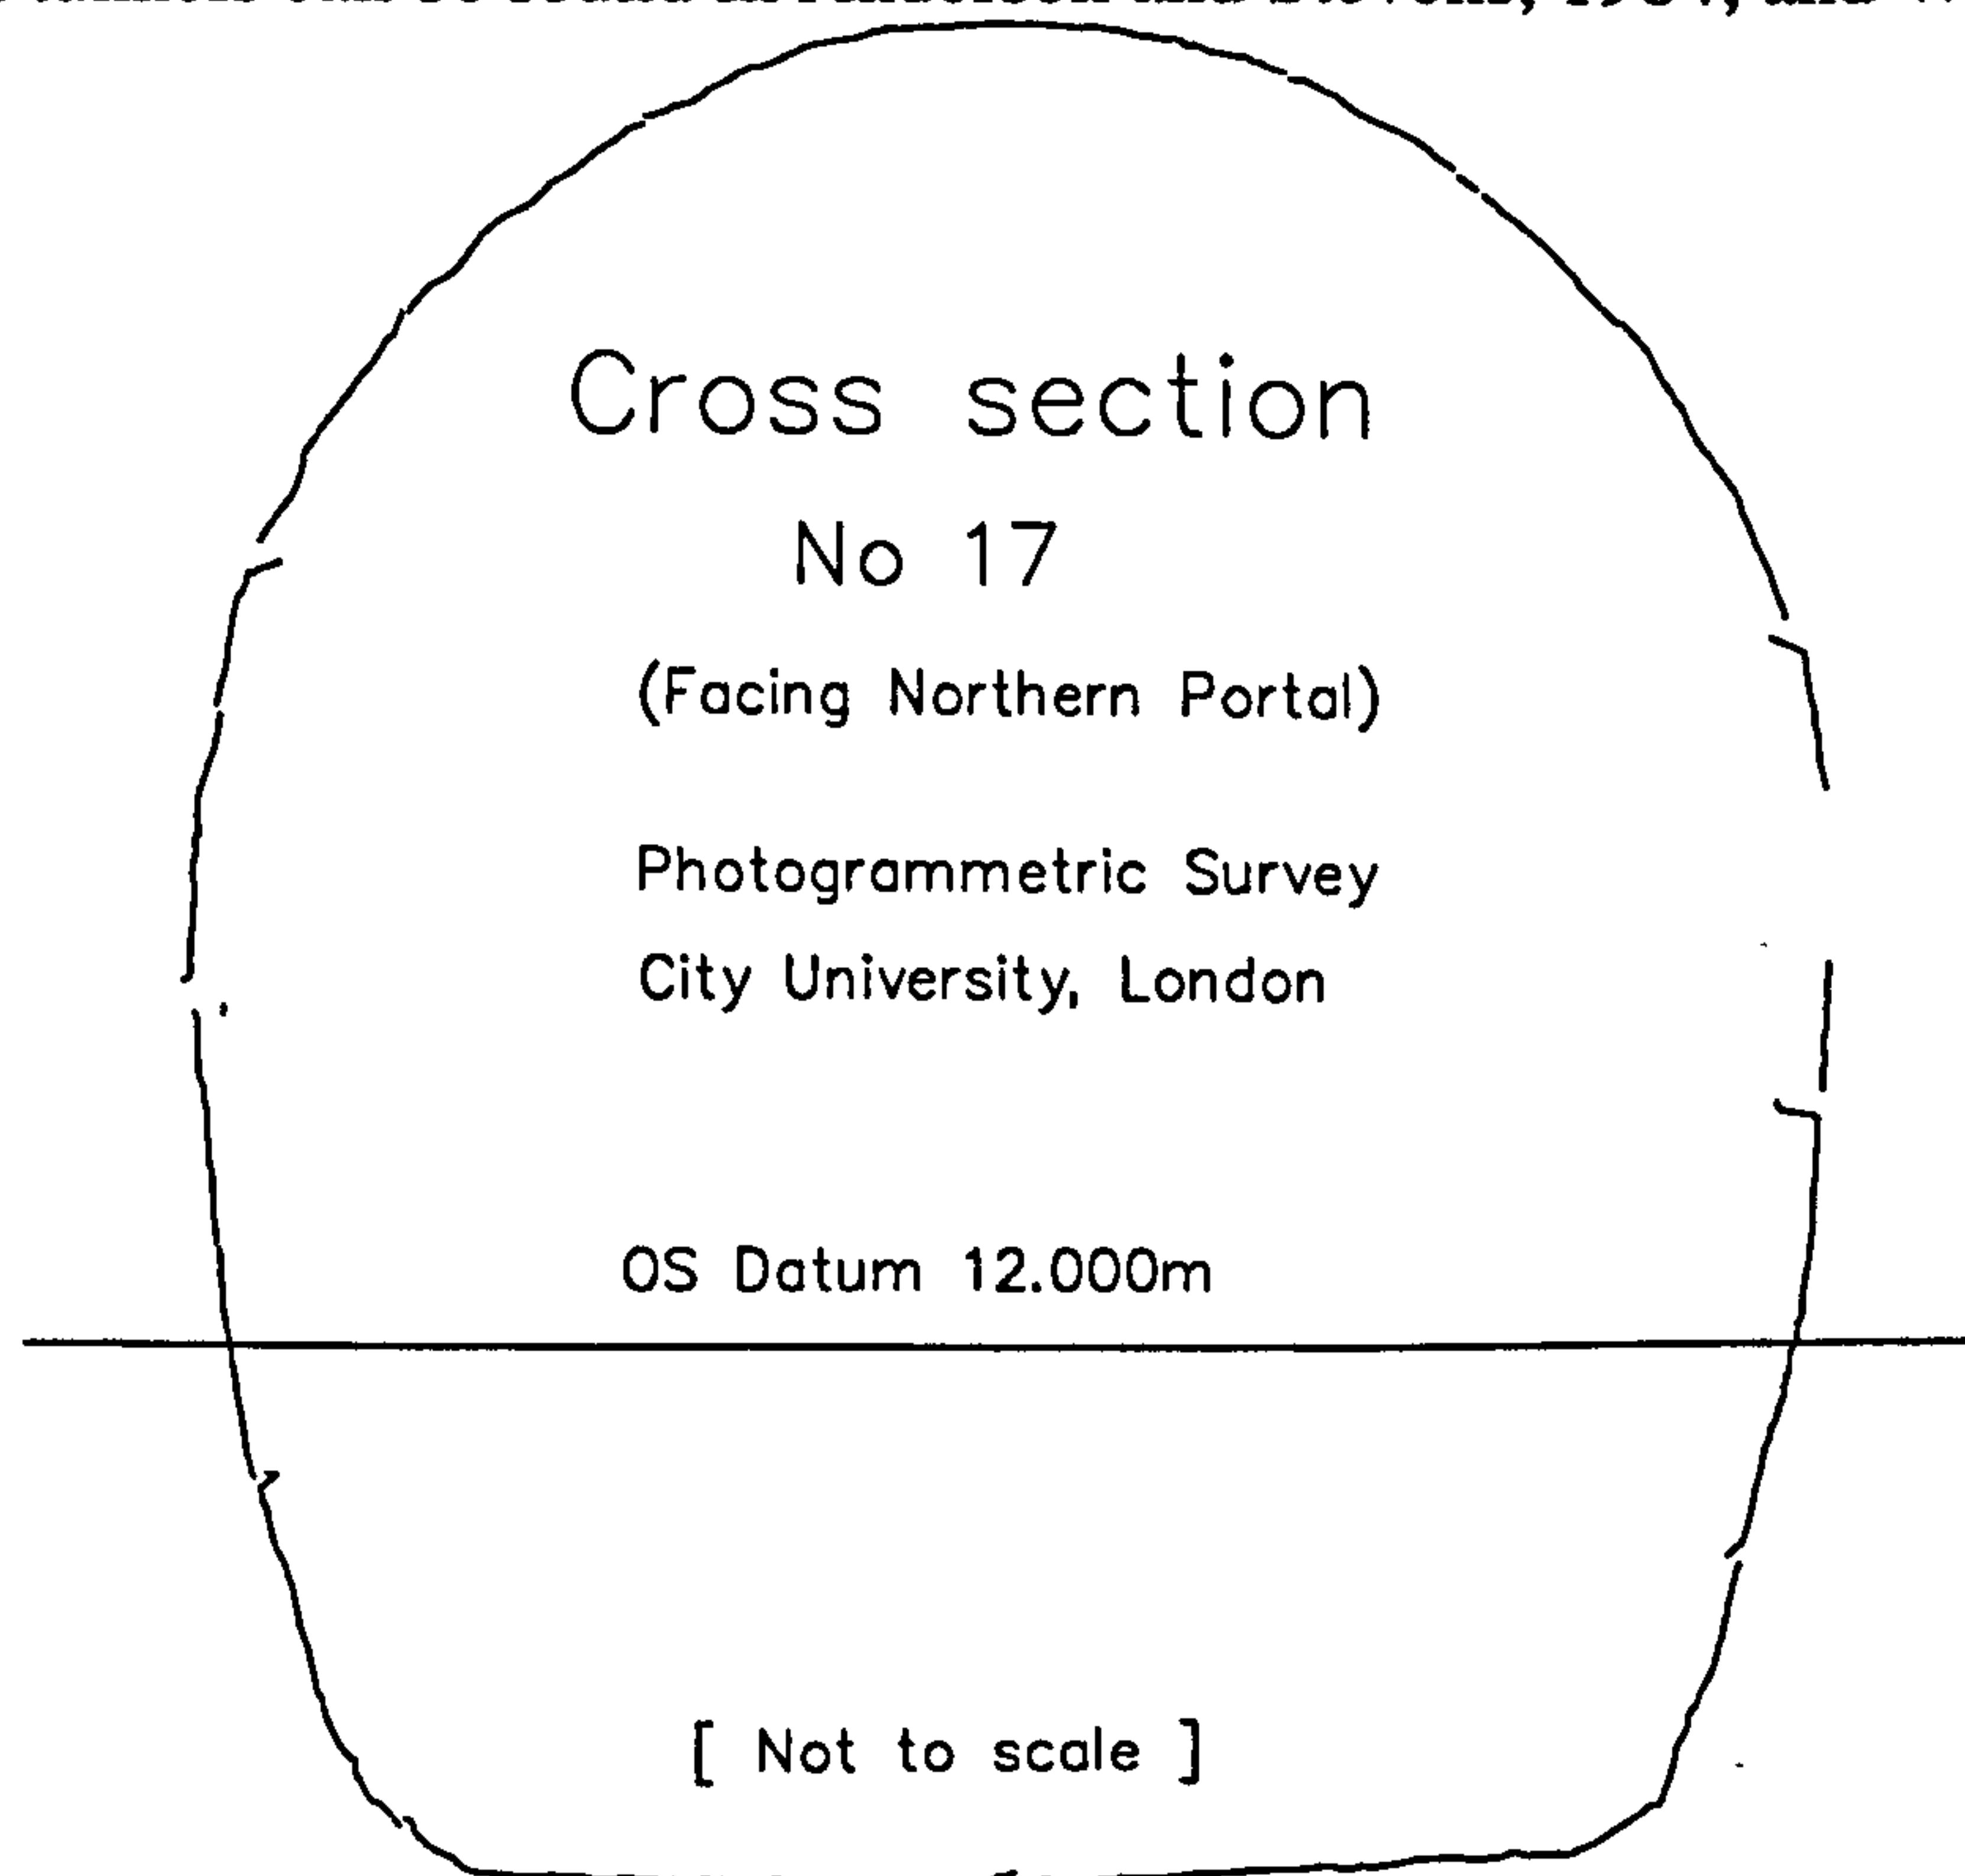 Cross section
No 17
(Facing Northern Portal)
Photogrammetric Survey
City University, London
OS Datum 12.000m
[ Not to scale ]